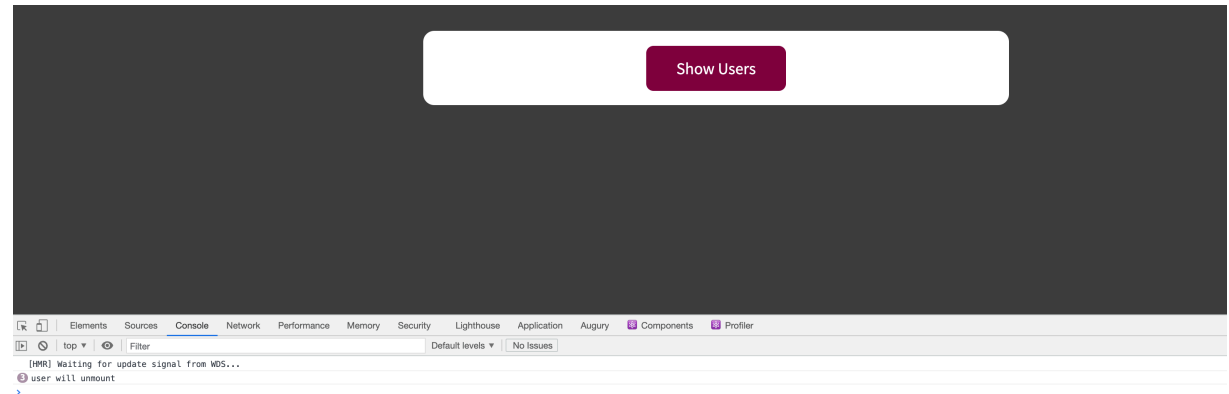 Show Users
Elements Sources Console Network Performance Memory Security Lighthouse Application Augury Components Profiler
top ▼ Filter Default levels ▼ No Issues
[HMR] Waiting for update signal from WDS...
3 user will unmount
>